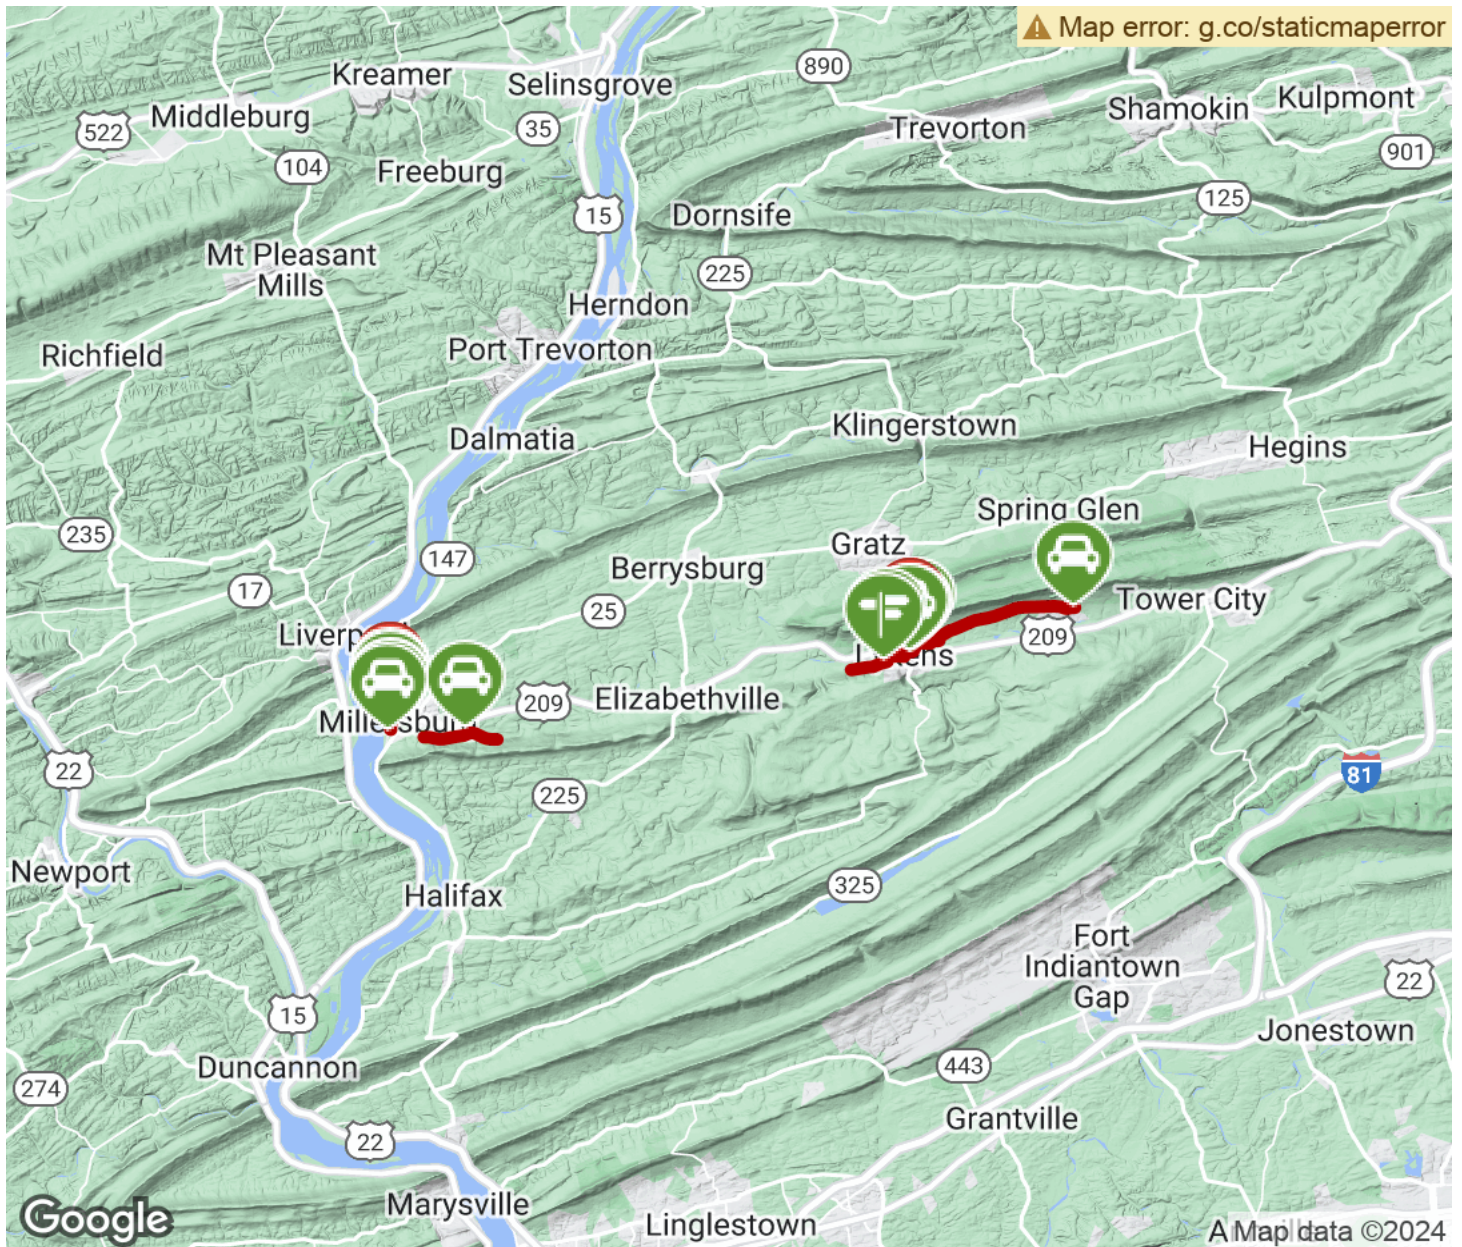 Map error: g.co/staticmaperror
890
Kreamer
Selinsgrove
Shamokin
Kulpmont
Middleburg
522
35
Trevorton
901
104
Freeburg
125
15
Dornsife
Mt Pleasant
Mills
225
Herndon
Richfield
Port Trevorton
Klingerstown
Dalmatia
Hegins
Spring Glen
235
147
Gratz
Berrysburg
17
25
Tower City
209
Elizabethville
209
22
81
225
Newport
325
Halifax
Fort
Indiantown
Gap
22
15
Jonestown
Duncannon
443
274
Grantville
22
Marysville
Linglestown
Google
Map data ©2024